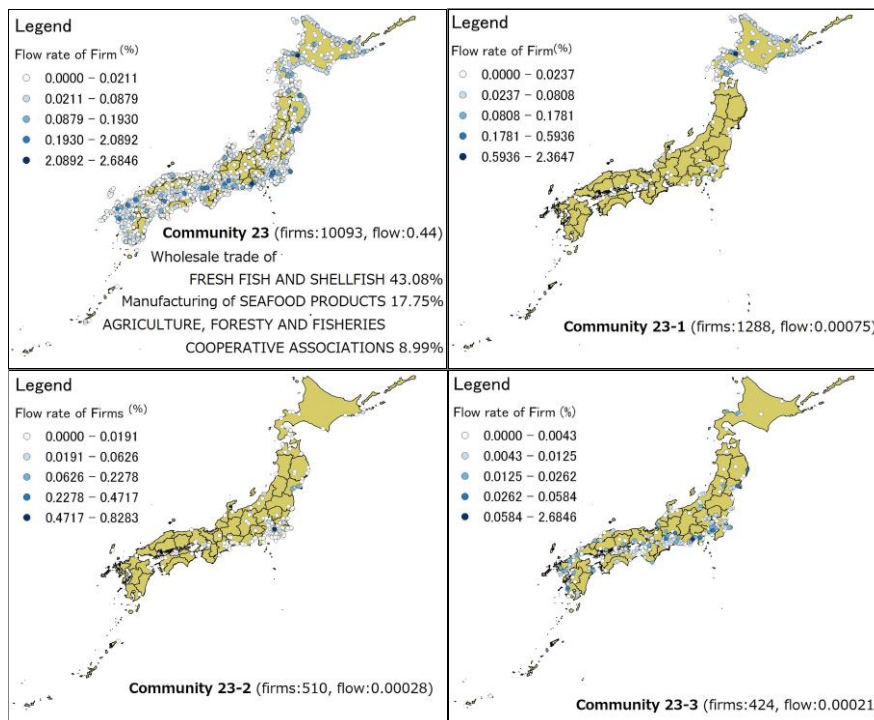 Legend
Flow rate of Firm (%)
0.0000 – 0.0211
0.0211 – 0.0879
0.0879 – 0.1930
0.1930 – 2.0892
2.0892 – 2.6846
Community 23 (firms:10093, flow:0.44)
Wholesale trade of
FRESH FISH AND SHELLFISH 43.08%
Manufacturing of SEAFOOD PRODUCTS 17.75%
AGRICULTURE, FORESTY AND FISHERIES
COOPERATIVE ASSOCIATIONS 8.99%
Legend
Flow rate of Firm (%)
0.0000 – 0.0237
0.0237 – 0.0808
0.0808 – 0.1781
0.1781 – 0.5936
0.5936 – 2.3647
Community 23-1 (firms:1288, flow:0.00075)
Legend
Flow rate of Firms (%)
0.0000 – 0.0191
0.0191 – 0.0626
0.0626 – 0.2278
0.2278 – 0.4717
0.4717 – 0.8283
Community 23-2 (firms:510, flow:0.00028)
Legend
Flow rate of Firm (%)
0.0000 – 0.0043
0.0043 – 0.0125
0.0125 – 0.0262
0.0262 – 0.0584
0.0584 – 2.6846
Community 23-3 (firms:424, flow:0.00021